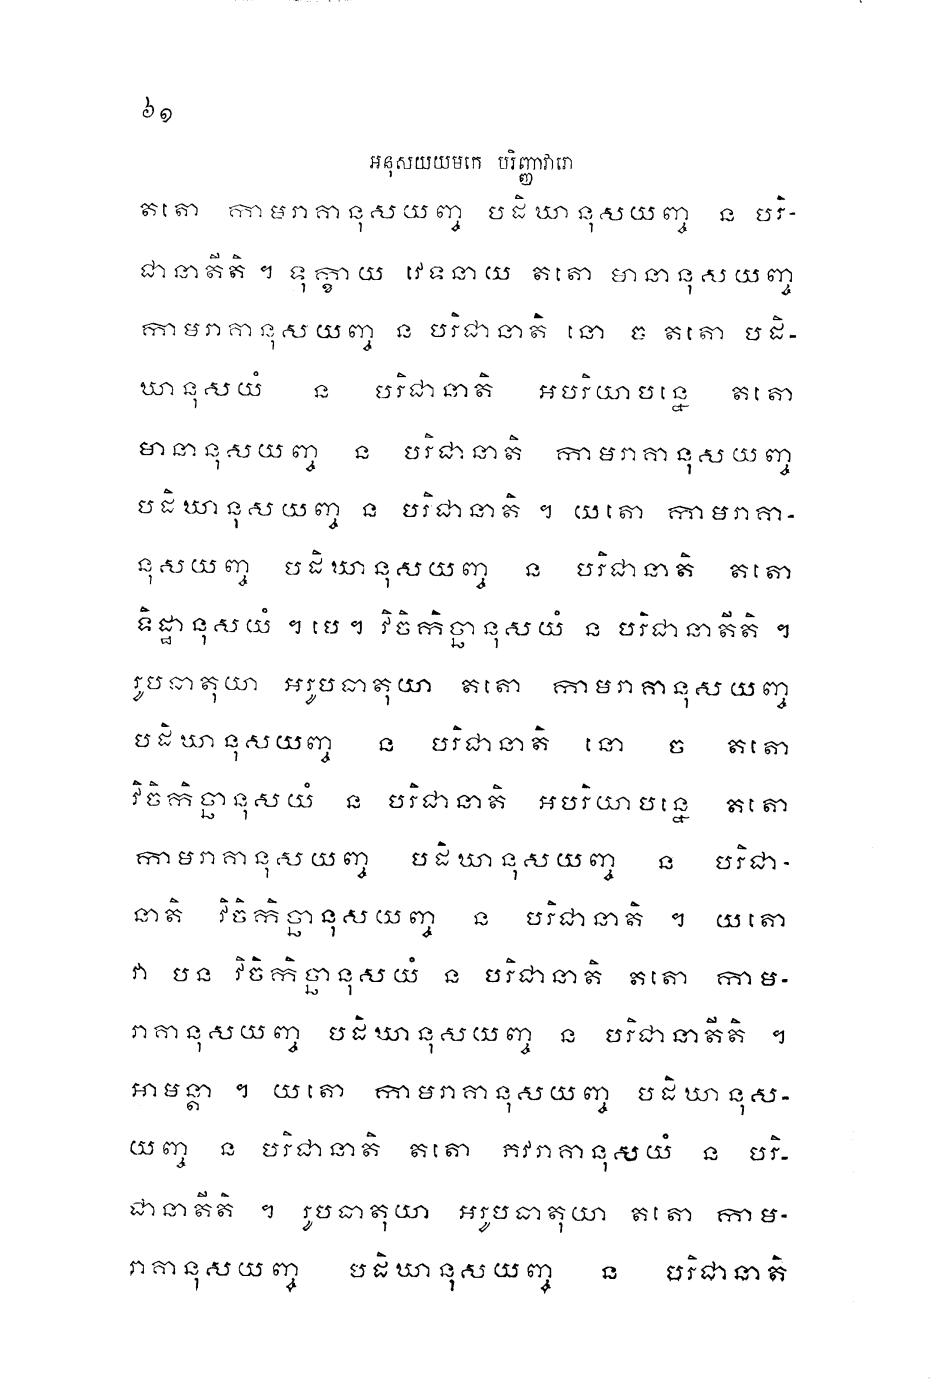 ៦១
អនុសយយមកេ បរិញ្ញាវារោ
តតោ កាមរាគានុសយញ្ច បដិឃានុសយញ្ច ន បរិ-
ជានាតីតិ ។ ទុក្ខាយ វេទនាយ តតោ មានានុសយញ្ច
កាមរាគានុសយញ្ច ន បរិជានាតិ នោ ច តតោ បដិ-
ឃានុសយំ ន បរិជានាតិ អបរិយាបន្នេ តតោ
មានានុសយញ្ច ន បរិជានាតិ កាមរាគានុសយញ្ច
បដិឃានុសយញ្ច ន បរិជានាតិ ។ យតោ កាមរាគា-
នុសយញ្ច បដិឃានុសយញ្ច ន បរិជានាតិ តតោ
ទិដ្ឋានុសយំ ។ បេ ។ វិចិកិច្ឆានុសយំ ន បរិជានាតីតិ ។
រូបធាតុយា អរូបធាតុយា តតោ កាមរាគានុសយញ្ច
បដិឃានុសយញ្ច ន បរិជានាតិ នោ ច តតោ
វិចិកិច្ឆានុសយំ ន បរិជានាតិ អបរិយាបន្នេ តតោ
កាមរាគានុសយញ្ច បដិឃានុសយញ្ច ន បរិជា-
នាតិ វិចិកិច្ឆានុសយញ្ច ន បរិជានាតិ ។ យតោ
វា បន វិចិកិច្ឆានុសយំ ន បរិជានាតិ តតោ កាម-
រាគានុសយញ្ច បដិឃានុសយញ្ច ន បរិជានាតីតិ ។
អាមន្តា ។ យតោ កាមរាគានុសយញ្ច បដិឃានុស-
យញ្ច ន បរិជានាតិ តតោ ភវរាគានុសយំ ន បរិ-
ជានាតីតិ ។ រូបធាតុយា អរូបធាតុយា តតោ កាម-
រាគានុសយញ្ច បដិឃានុសយញ្ច ន បរិជានាតិ